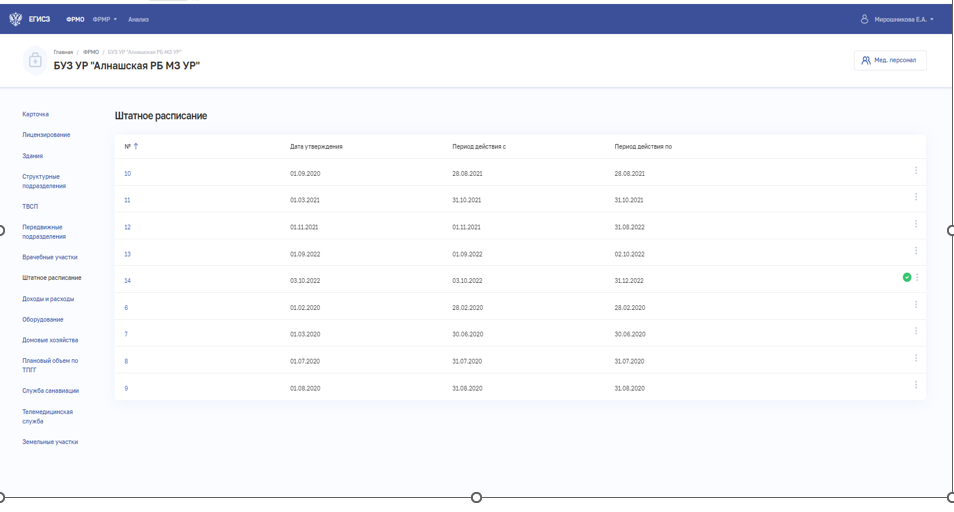 ЕГИСЗ ФРМО ФРМР Анализ Мирошникова Е.А.
Главная / ФРМО / БУЗ УР "Алнашская РБ МЗ УР"
БУЗ УР "Алнашская РБ МЗ УР"
Мед. персонал
Карточка
Лицензирование
Здания
Структурные
подразделения
ТВСП
Передвижные
подразделения
Врачебные участки
Штатное расписание
Доходы и расходы
Оборудование
Домовые хозяйства
Плановый объем по
ТПГГ
Служба санавиации
Телемедицинская
служба
Земельные участки
Штатное расписание
№ Дата утверждения Период действия с Период действия по
10 01.09.2020 28.08.2021 28.08.2021
11 01.03.2021 31.10.2021 31.10.2021
12 01.11.2021 01.11.2021 31.08.2022
13 01.09.2022 01.09.2022 02.10.2022
14 03.10.2022 03.10.2022 31.12.2022
6 01.02.2020 28.02.2020 28.02.2020
7 01.03.2020 30.06.2020 30.06.2020
8 01.07.2020 31.07.2020 31.07.2020
9 01.08.2020 31.08.2020 31.08.2020